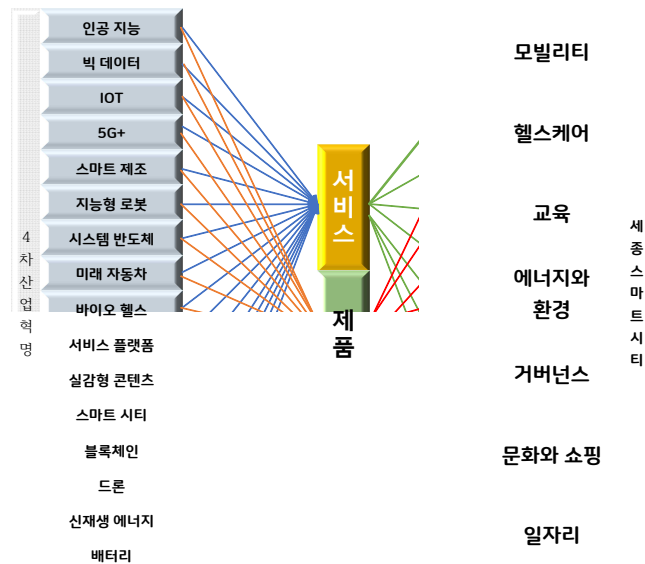 4차산업혁명
인공 지능
빅 데이터
IOT
5G+
스마트 제조
지능형 로봇
시스템 반도체
미래 자동차
바이오 헬스
서비스 플랫폼
실감형 콘텐츠
스마트 시티
블록체인
드론
신재생 에너지
배터리
서비스
제품
모빌리티
헬스케어
교육
에너지와
환경
거버넌스
문화와 쇼핑
일자리
세종스마트시티